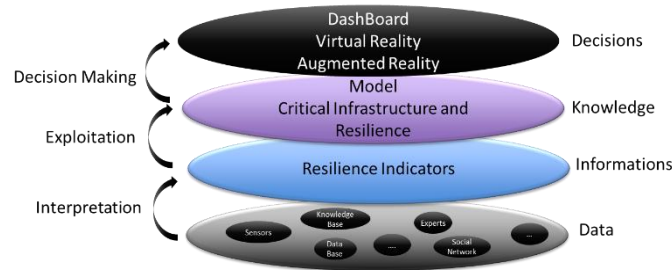 DashBoard
Virtual Reality
Augmented Reality
Decisions
Decision Making
Model
Critical Infrastructure and
Resilience
Knowledge
Exploitation
Resilience Indicators
Informations
Interpretation
Sensors
Knowledge
Base
Experts
...
Data
Data
Base
....
Social
Network